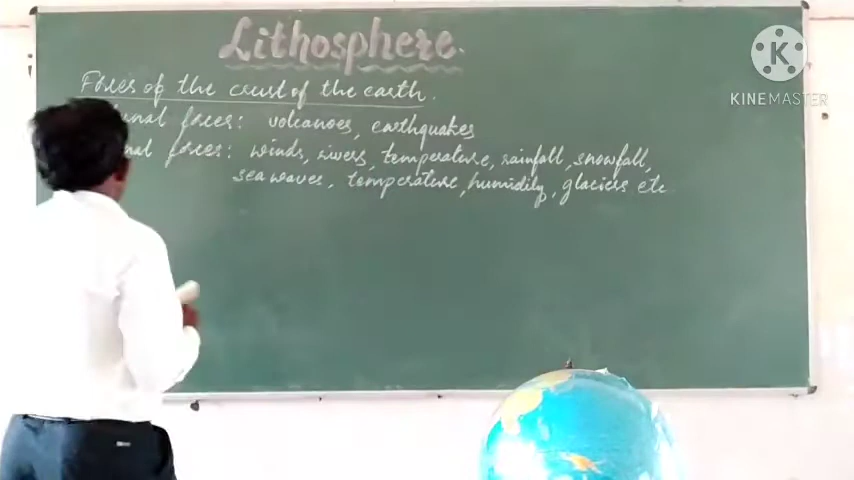 Lithosphere.
Forces of the crust of the earth.
forces: volcanoes, earthquakes
forces: winds, rivers, temperature, rainfall, snowfall,
sea waves, temperature, humidity, glaciers etc
K
KINEMASTER